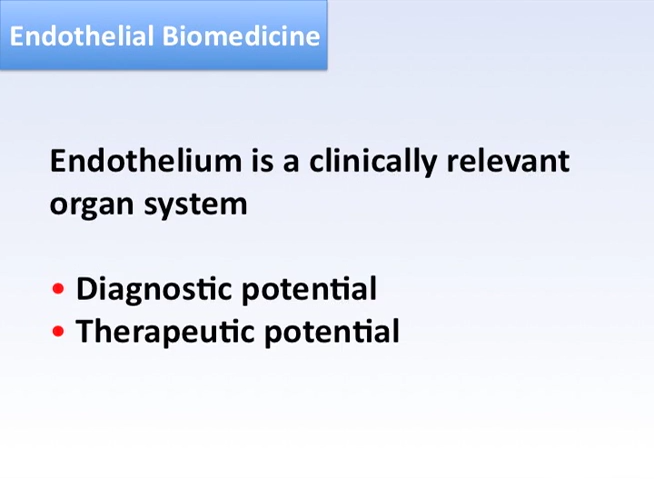 Endothelial Biomedicine
Endothelium is a clinically relevant
organ system
• Diagnostic potential
• Therapeutic potential